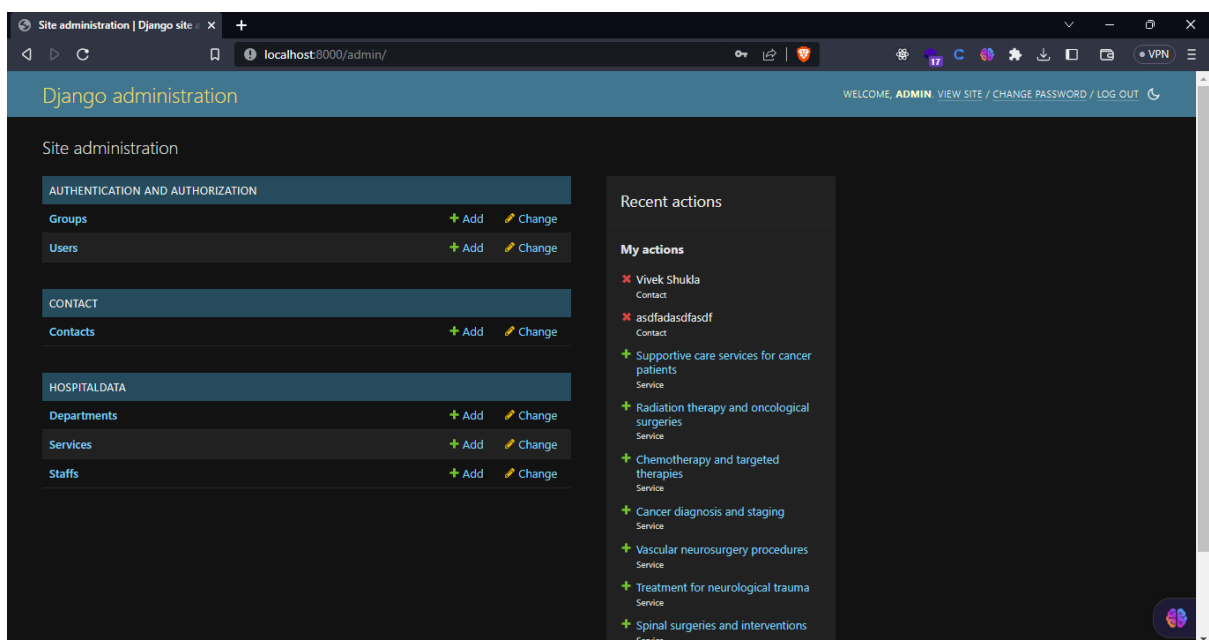 Site administration | Django site a
localhost:8000/admin/
17
VPN
Django administration
WELCOME, ADMIN. VIEW SITE / CHANGE PASSWORD / LOG OUT
Site administration
AUTHENTICATION AND AUTHORIZATION
Groups + Add Change
Users + Add Change
CONTACT
Contacts + Add Change
HOSPITALDATA
Departments + Add Change
Services + Add Change
Staffs + Add Change
Recent actions
My actions
Vivek Shukla
Contact
asdfadasdfasdf
Contact
Supportive care services for cancer
patients
Service
Radiation therapy and oncological
surgeries
Service
Chemotherapy and targeted
therapies
Service
Cancer diagnosis and staging
Service
Vascular neurosurgery procedures
Service
Treatment for neurological trauma
Service
Spinal surgeries and interventions